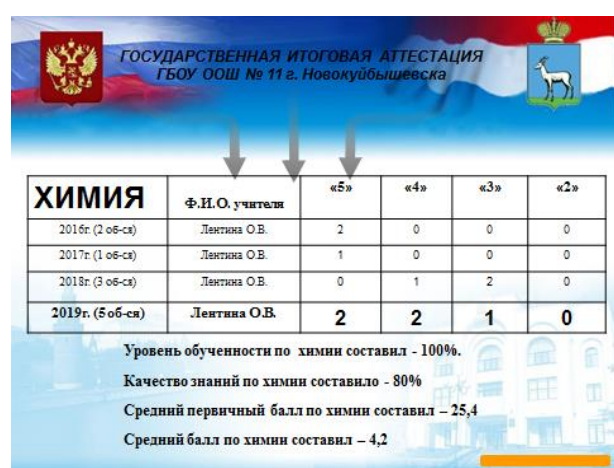 ГОСУДАРСТВЕННАЯ ИТОГОВАЯ АТТЕСТАЦИЯ
ГБОУ ООШ № 11 г. Новокуйбышевска
ХИМИЯ Ф.И.О. учителя «5» «4» «3» «2»
2016г. (2 об-ся) Лентина О.В. 2 0 0 0
2017г. (1 об-ся) Лентина О.В. 1 0 0 0
2018г. (3 об-ся) Лентина О.В. 0 1 2 0
2019г. (5 об-ся) Лентина О.В. 2 2 1 0
Уровень обученности по химии составил - 100%.
Качество знаний по химии составило - 80%
Средний первичный балл по химии составил – 25,4
Средний балл по химии составил – 4,2